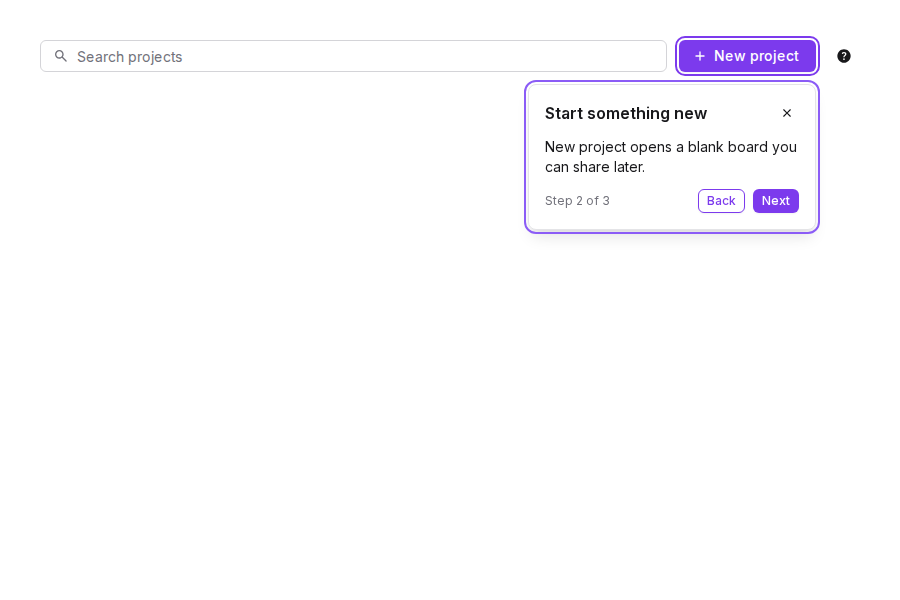 Search projects
New project
Start something new
New project opens a blank board you
can share later.
Step 2 of 3
Back
Next